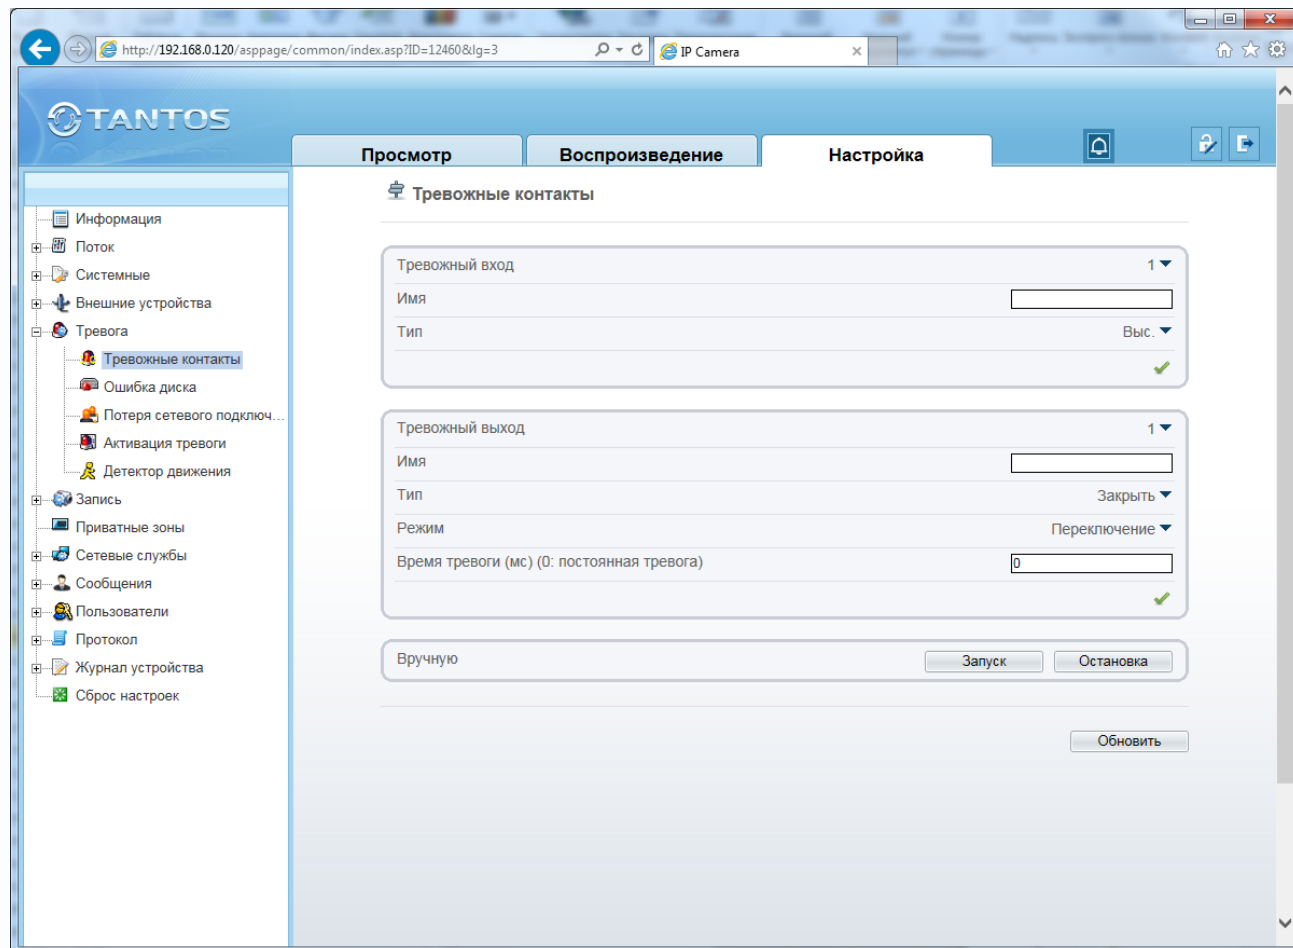 http://192.168.0.120/asppage/common/index.asp?ID=12460&lg=3
IP Camera
TANTOS
Просмотр
Воспроизведение
Настройка
Информация
Поток
Системные
Внешние устройства
Тревога
Тревожные контакты
Ошибка диска
Потеря сетевого подключ...
Активация тревоги
Детектор движения
Запись
Приватные зоны
Сетевые службы
Сообщения
Пользователи
Протокол
Журнал устройства
Сброс настроек
Тревожные контакты
Тревожный вход 1
Имя
Тип Выс.
Тревожный выход 1
Имя
Тип Закрыть
Режим Переключение
Время тревоги (мс) (0: постоянная тревога) 0
Вручную Запуск Остановка
Обновить